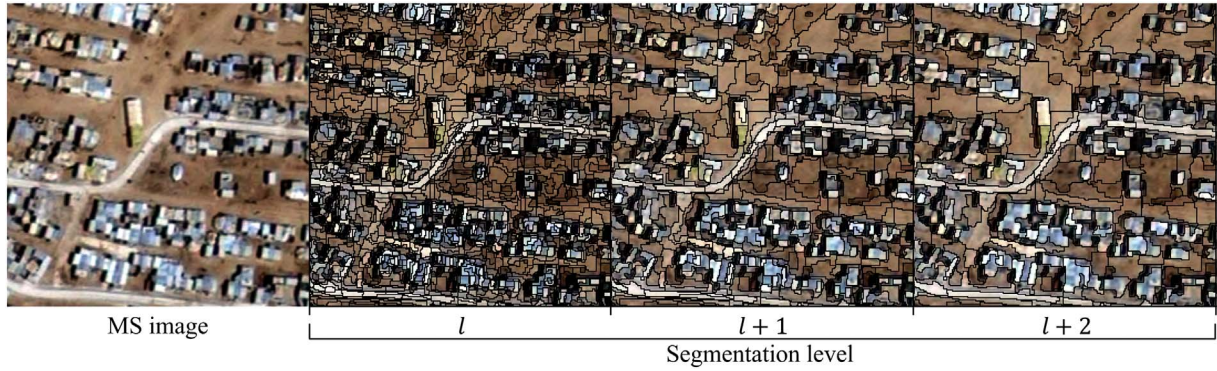 MS image
l
l + 1
l + 2
Segmentation level